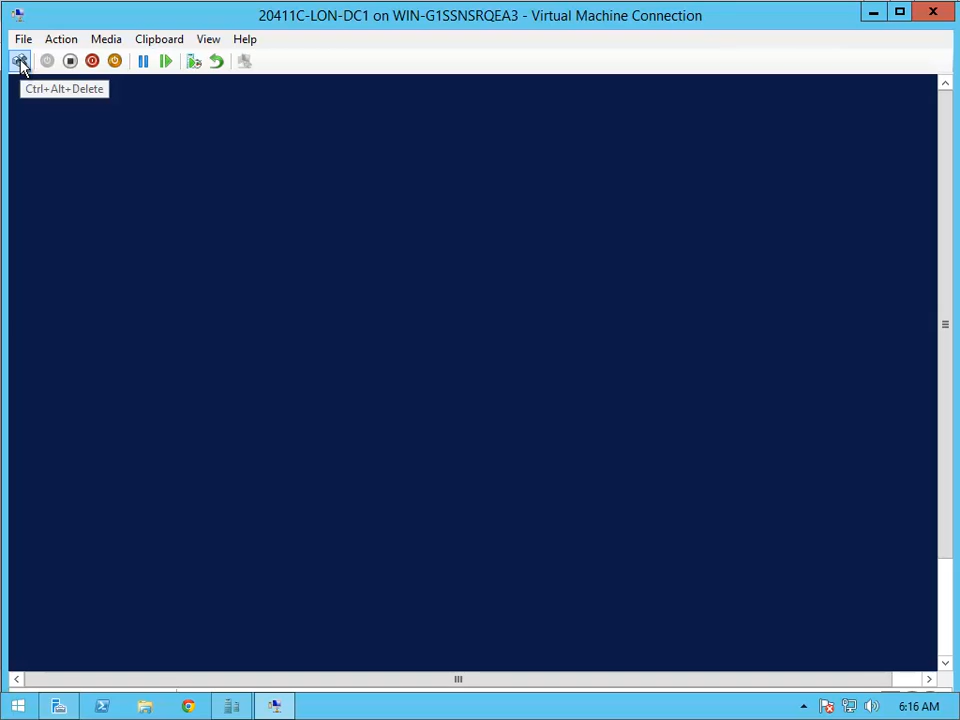 20411C-LON-DC1 on WIN-G1SSNSRQEA3 - Virtual Machine Connection
File Action Media Clipboard View Help
Ctrl+Alt+Delete
6:16 AM